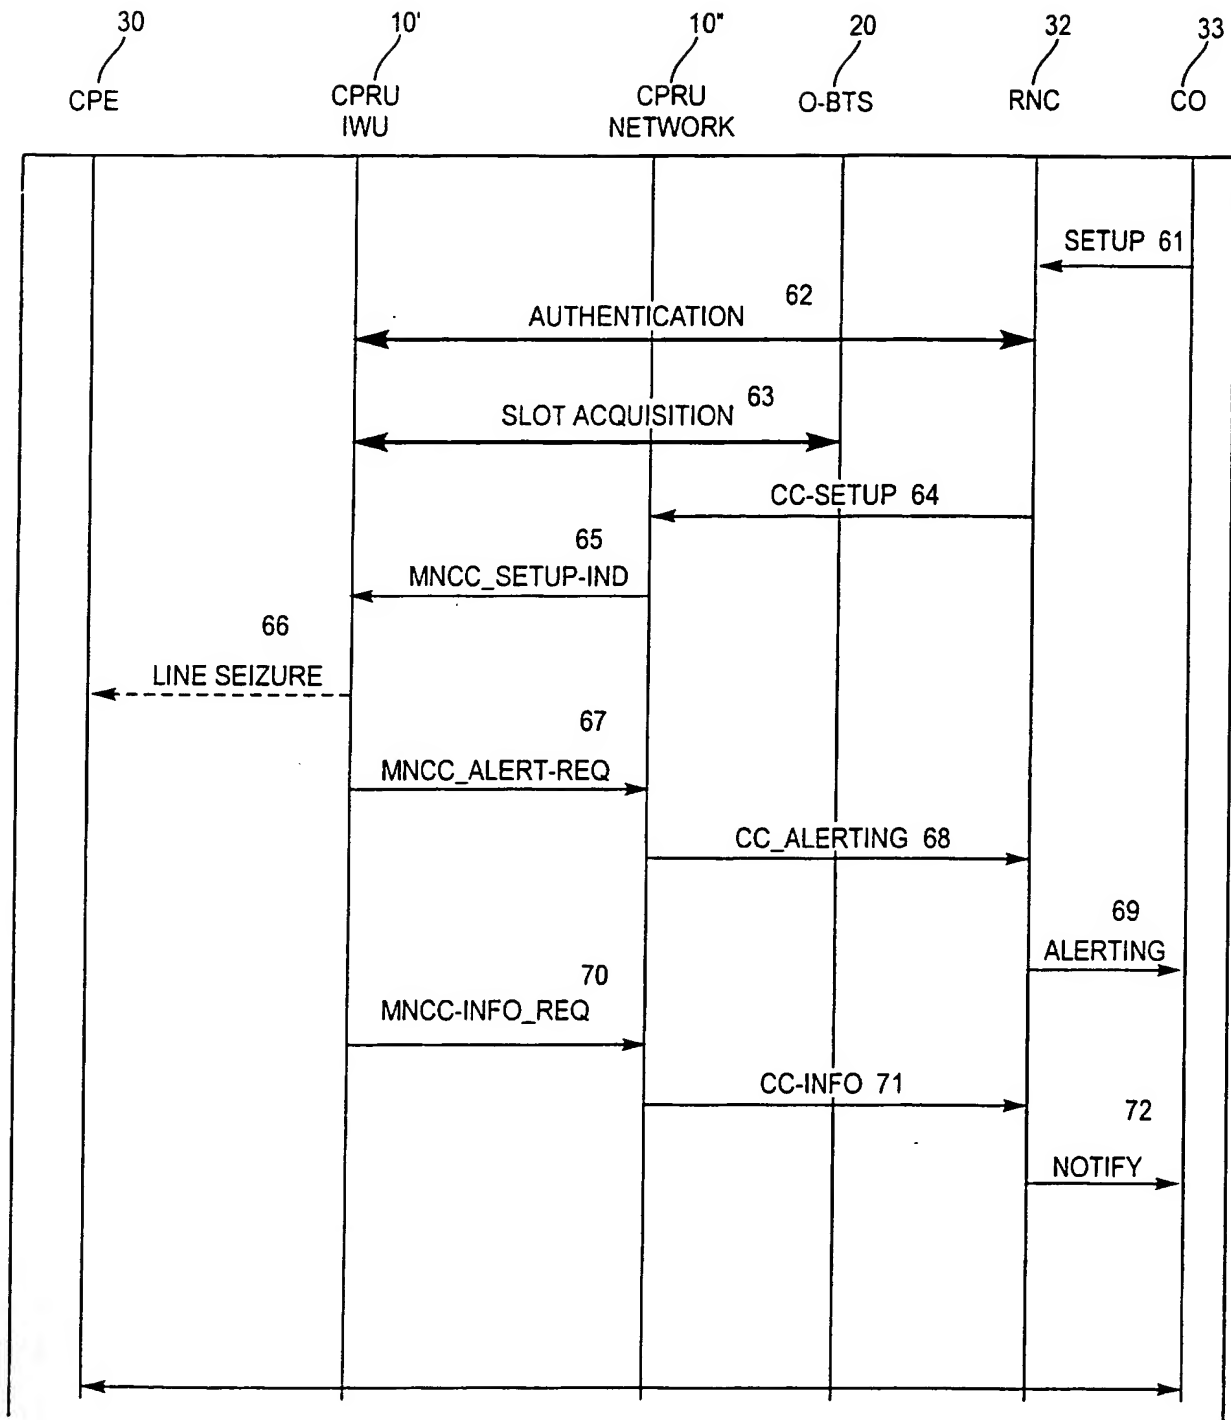 30 10' 10" 20 32 33
CPE CPRU IWU CPRU NETWORK O-BTS RNC CO
SETUP 61
62
AUTHENTICATION
63
SLOT ACQUISITION
CC-SETUP 64
65
MNCC_SETUP-IND
66
LINE SEIZURE
67
MNCC_ALERT-REQ
CC_ALERTING 68
69
ALERTING
70
MNCC-INFO_REQ
CC-INFO 71
72
NOTIFY